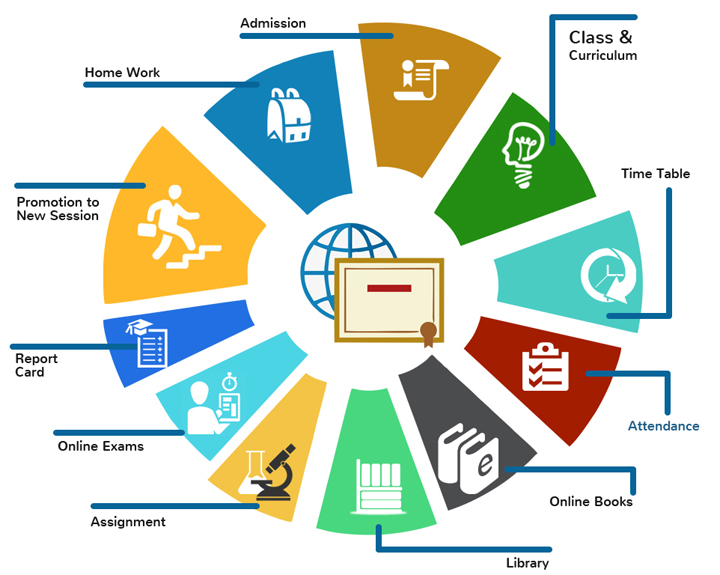 Admission
Class &
Curriculum
Home Work
Time Table
Promotion to
New Session
Report
Card
Attendance
Online Exams
Online Books
Assignment
Library
e